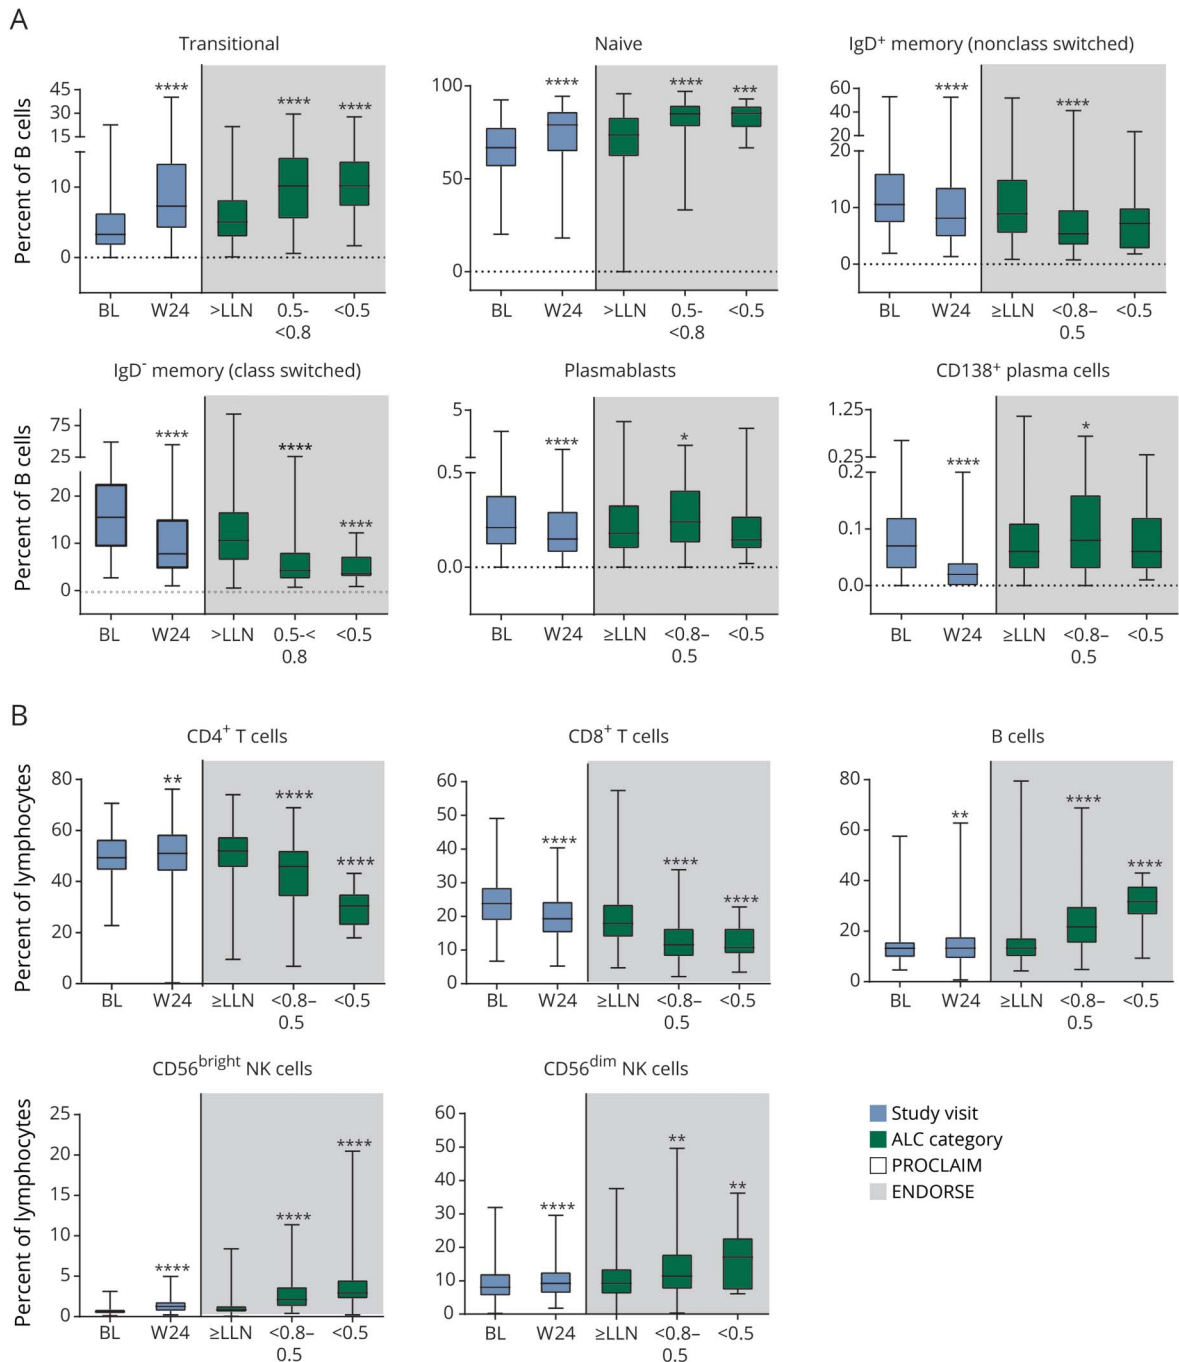 A
Transitional
Percent of B cells
45
30
15
10
0
****
****
****
BL
W24
>LLN
0.5-
<0.8
<0.5
Naive
100
50
0
****
****
***
BL
W24
>LLN
0.5-
<0.8
<0.5
IgD+ memory (nonclass switched)
60
40
20
20
10
0
****
****
BL
W24
≥LLN
<0.8–
0.5
<0.5
IgD- memory (class switched)
Percent of B cells
75
25
20
10
0
****
****
****
BL
W24
>LLN
0.5-<
0.8
<0.5
Plasmablasts
5
0.5
0.0
****
*
BL
W24
≥LLN
<0.8–
0.5
<0.5
CD138+ plasma cells
1.25
0.25
0.2
0.1
0.0
****
*
BL
W24
≥LLN
<0.8–
0.5
<0.5
B
CD4+ T cells
Percent of lymphocytes
80
60
40
20
0
**
****
****
BL
W24
≥LLN
<0.8–
0.5
<0.5
CD8+ T cells
60
50
40
30
20
10
0
****
****
****
BL
W24
≥LLN
<0.8–
0.5
<0.5
B cells
80
60
40
20
0
**
****
****
BL
W24
≥LLN
<0.8–
0.5
<0.5
CD56bright NK cells
Percent of lymphocytes
25
20
15
10
5
0
****
****
****
BL
W24
≥LLN
<0.8–
0.5
<0.5
CD56dim NK cells
60
50
40
30
20
10
0
****
**
**
BL
W24
≥LLN
<0.8–
0.5
<0.5
Study visit
ALC category
PROCLAIM
ENDORSE